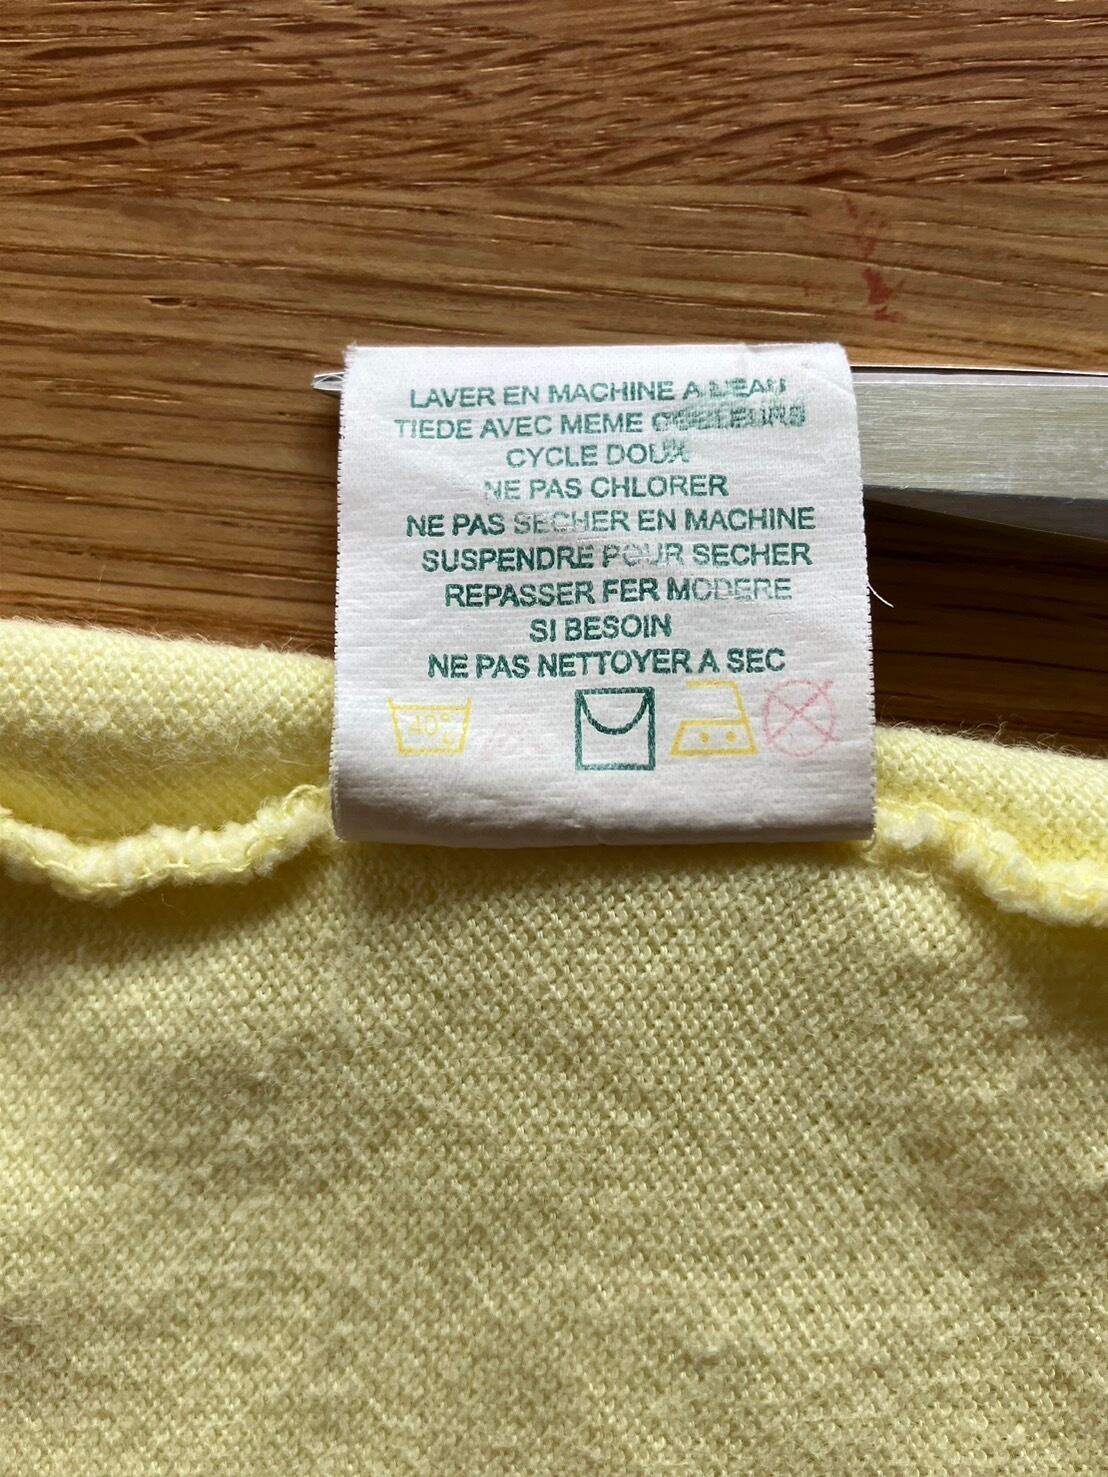 LAVER EN MACHINE A L'EAU
TIEDE AVEC MEME COULEURS
CYCLE DOUX
NE PAS CHLORER
NE PAS SECHER EN MACHINE
SUSPENDRE POUR SECHER
REPASSER FER MODERE
SI BESOIN
NE PAS NETTOYER A SEC
40°